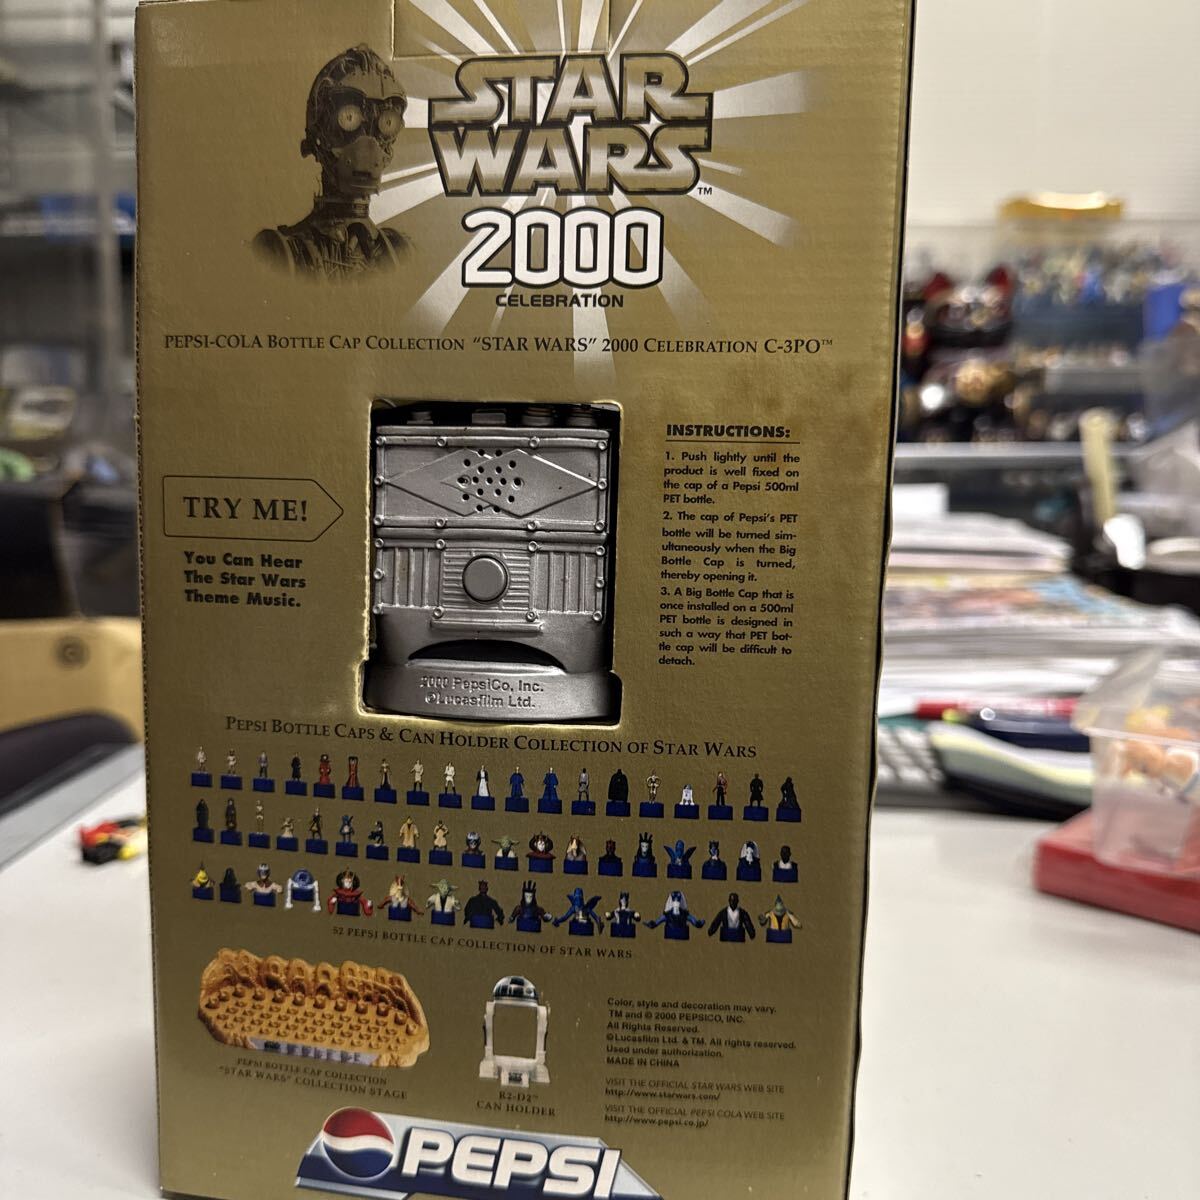 STAR
WARS™
2000
CELEBRATION
PEPSI-COLA BOTTLE CAP COLLECTION "STAR WARS" 2000 CELEBRATION C-3PO™
TRY ME!
You Can Hear
The Star Wars
Theme Music.
2000 PepsiCo, Inc.
©Lucasfilm Ltd.
INSTRUCTIONS:
1. Push lightly until the
product is well fixed on
the cap of a Pepsi 500ml
PET bottle.
2. The cap of Pepsi's PET
bottle will be turned sim-
ultaneously when the Big
Bottle Cap is turned,
thereby opening it.
3. A Big Bottle Cap that is
once installed on a 500ml
PET bottle is designed in
such a way that PET bot-
tle cap will be difficult to
detach.
PEPSI BOTTLE CAPS & CAN HOLDER COLLECTION OF STAR WARS
52 PEPSI BOTTLE CAP COLLECTION OF STAR WARS
PEPSI BOTTLE CAP COLLECTION
"STAR WARS" COLLECTION STAGE
R2-D2™
CAN HOLDER
Color, style and decoration may vary.
TM and © 2000 PEPSICO, INC.
All Rights Reserved.
©Lucasfilm Ltd. & TM. All rights reserved.
Used under authorization.
MADE IN CHINA
VISIT THE OFFICIAL STAR WARS WEB SITE
http://www.starwars.com/
VISIT THE OFFICIAL PEPSI COLA WEB SITE
http://www.pepsi.co.jp/
PEPSI